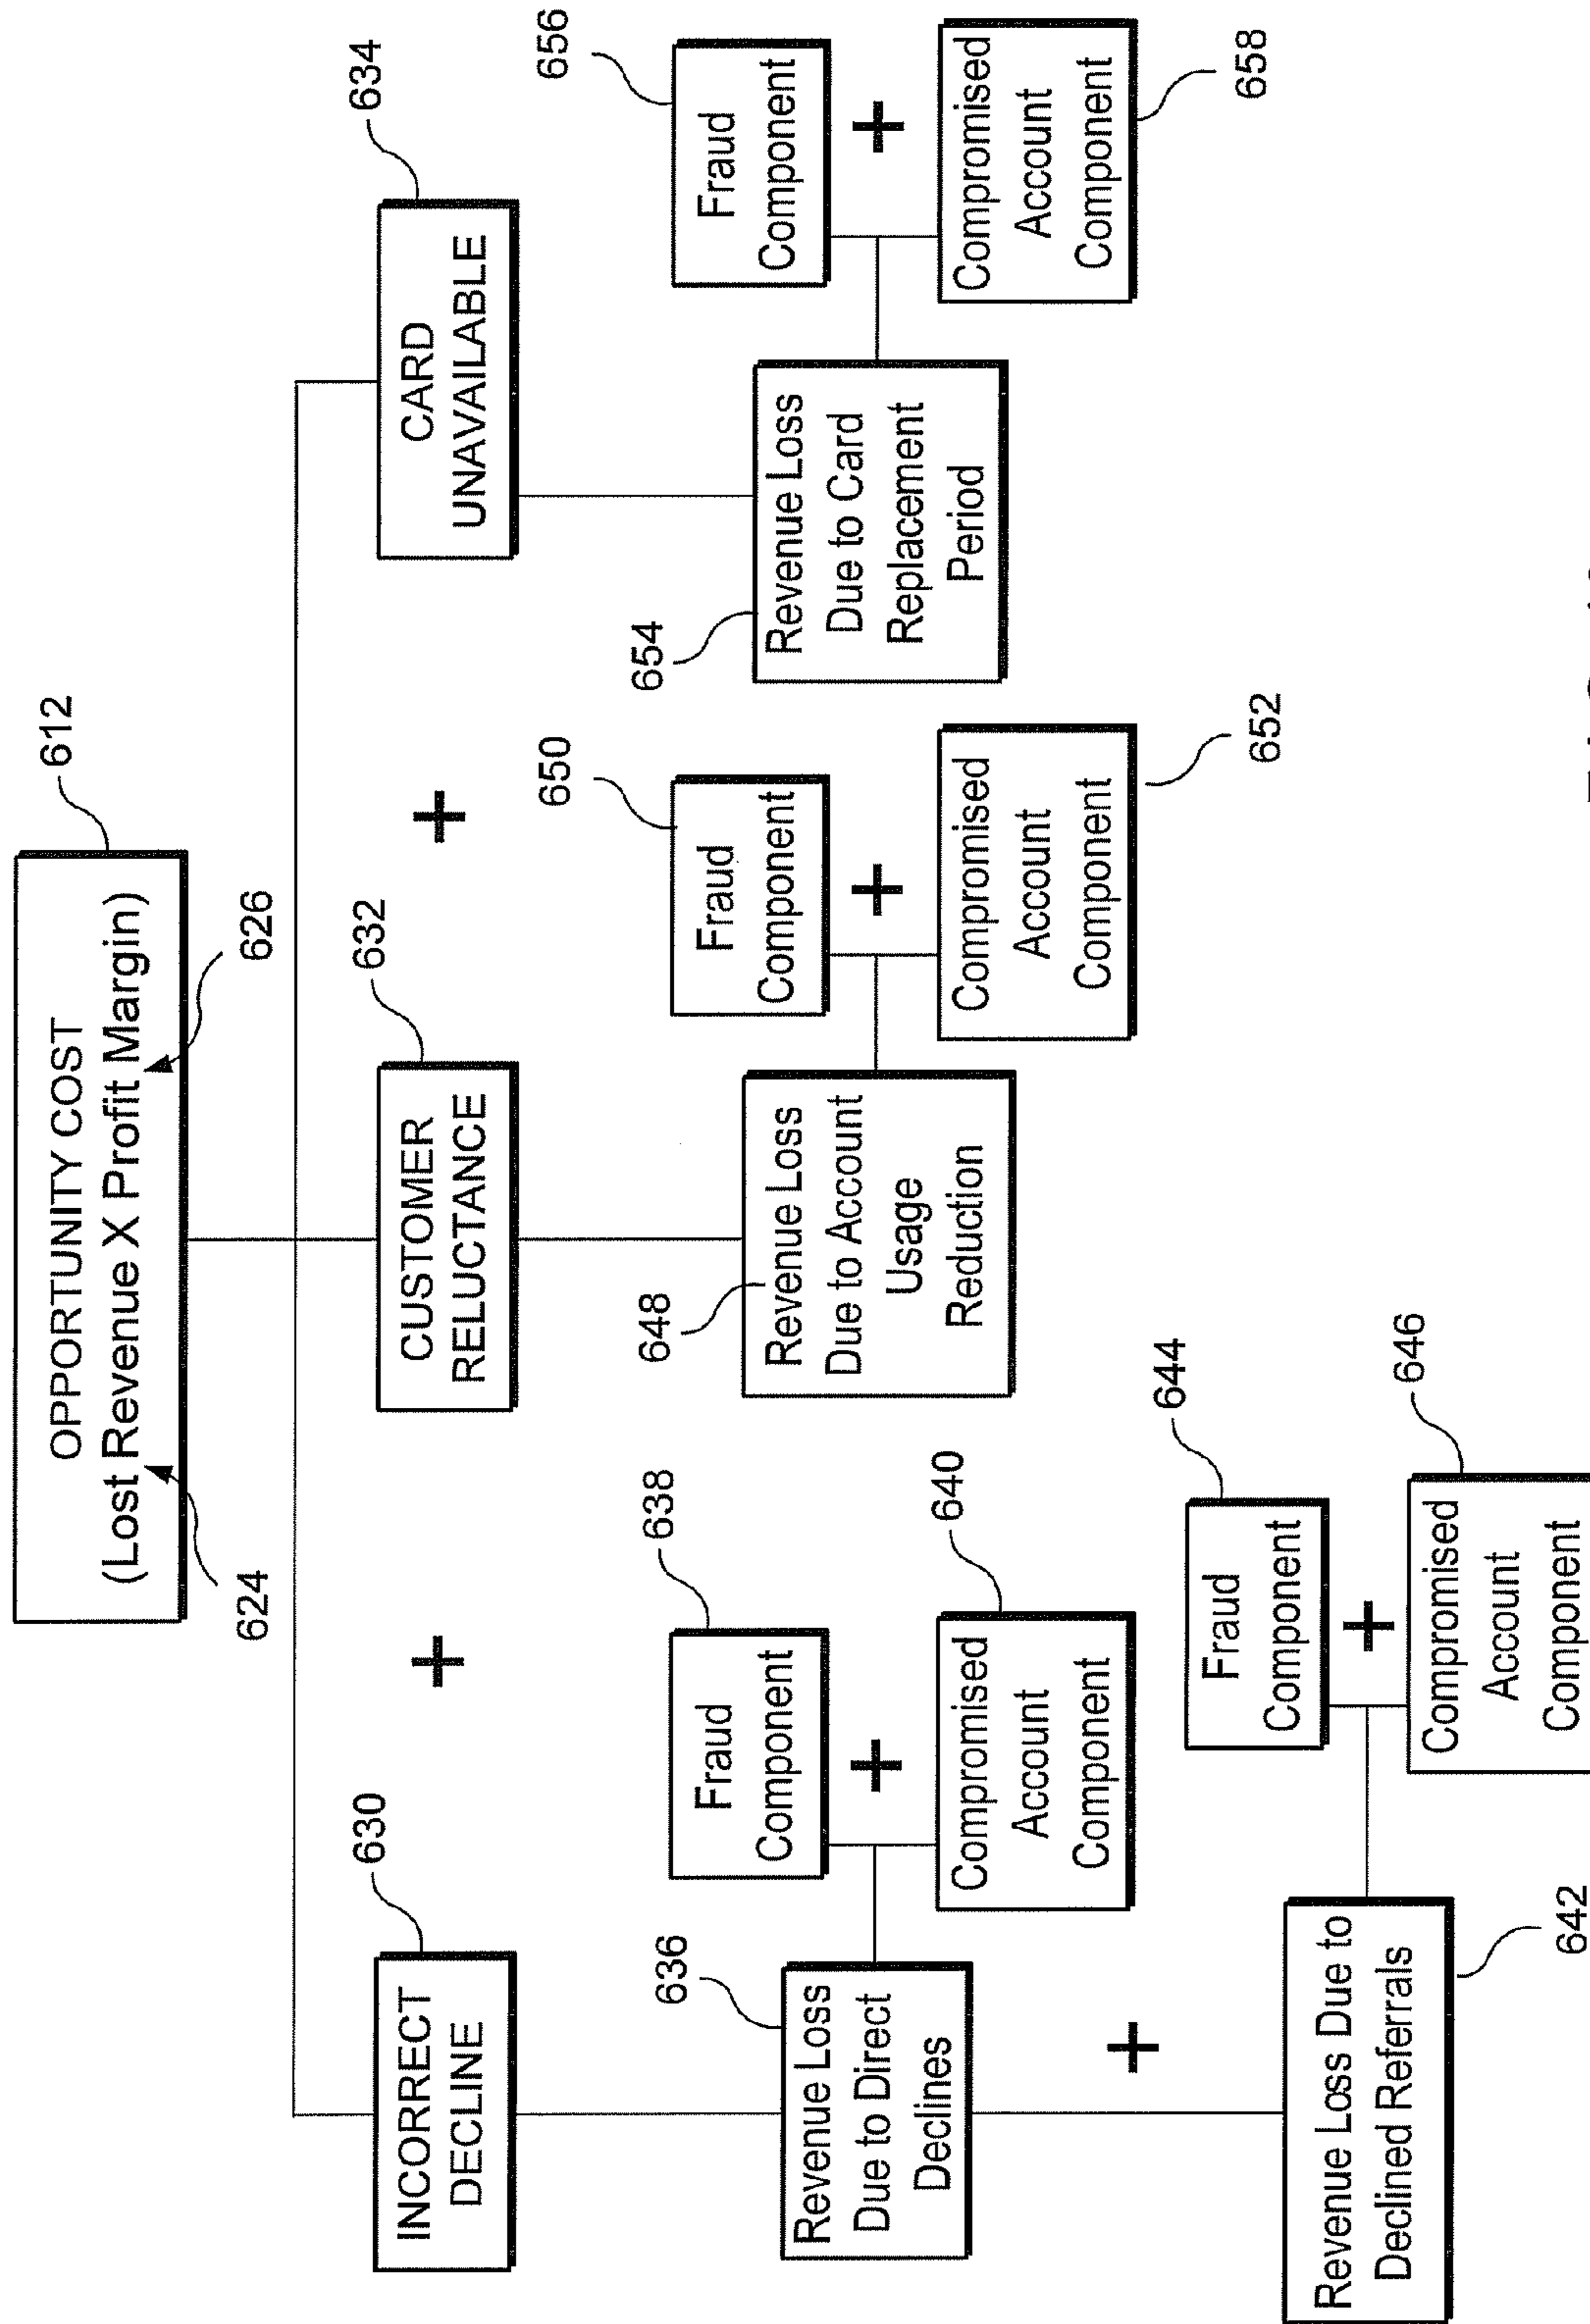 OPPORTUNITY COST
(Lost Revenue X Profit Margin)
612
624
626
INCORRECT
DECLINE
630
+
CUSTOMER
RELUCTANCE
632
+
CARD
UNAVAILABLE
634
Revenue Loss
Due to Direct
Declines
636
Fraud
Component
638
+
Compromised
Account
Component
640
+
Revenue Loss Due to
Declined Referrals
642
Fraud
Component
644
+
Compromised
Account
Component
646
Revenue Loss
Due to Account
Usage
Reduction
648
Fraud
Component
650
+
Compromised
Account
Component
652
Revenue Loss
Due to Card
Replacement
Period
654
Fraud
Component
656
+
Compromised
Account
Component
658